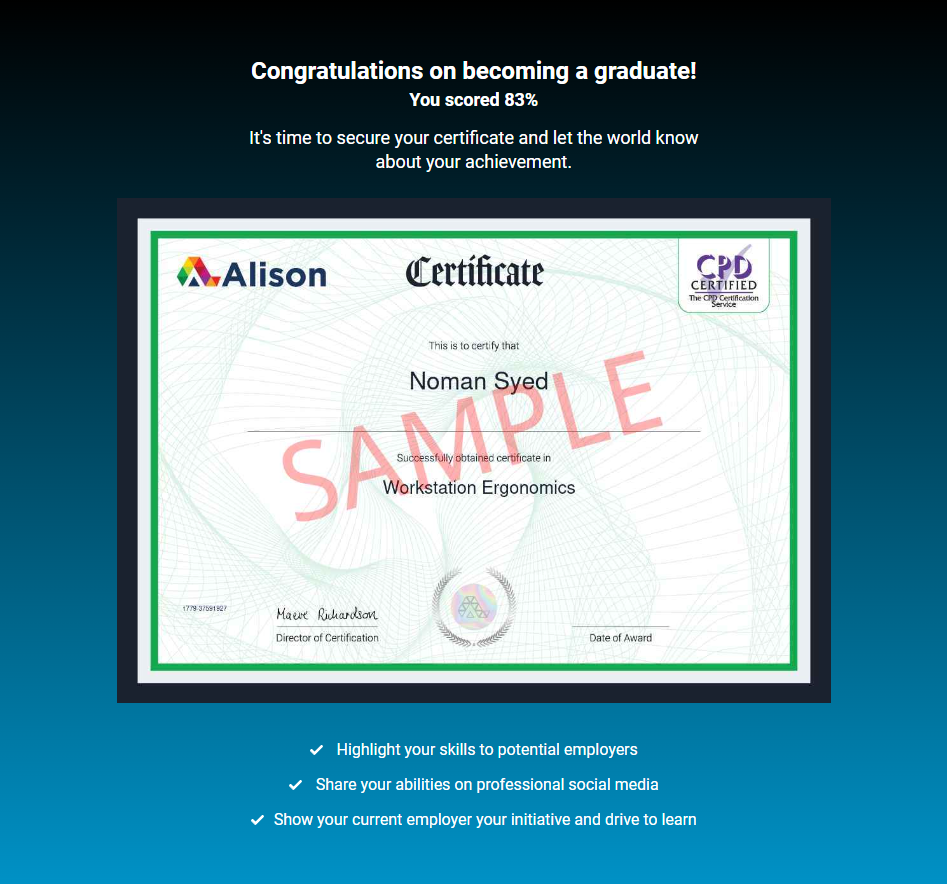 Congratulations on becoming a graduate!
You scored 83%
It's time to secure your certificate and let the world know
about your achievement.
Alison
Certificate
CPD
CERTIFIED
The CPD Certification
Service
This is to certify that
Noman Syed
SAMPLE
Successfully obtained certificate in
Workstation Ergonomics
1779-37591927
Maeve Richardson
Director of Certification
Date of Award
Highlight your skills to potential employers
Share your abilities on professional social media
Show your current employer your initiative and drive to learn